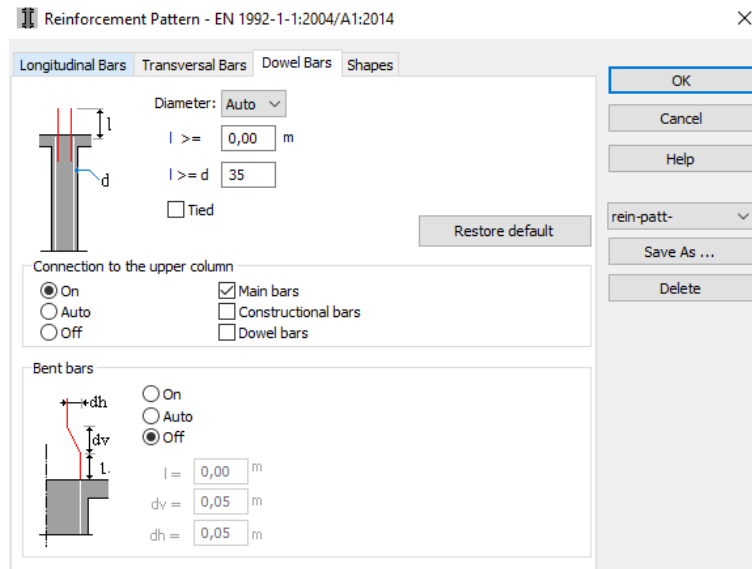 Reinforcement Pattern - EN 1992-1-1:2004/A1:2014
Longitudinal Bars Transversal Bars Dowel Bars Shapes
OK
Cancel
Help
rein-patt-
Save As ...
Delete
l
d
Diameter: Auto
l >= 0,00 m
l >= d 35
Tied
Restore default
Connection to the upper column
On Main bars
Auto Constructional bars
Off Dowel bars
Bent bars
dh
dv
l.
On
Auto
Off
l = 0,00 m
dv = 0,05 m
dh = 0,05 m